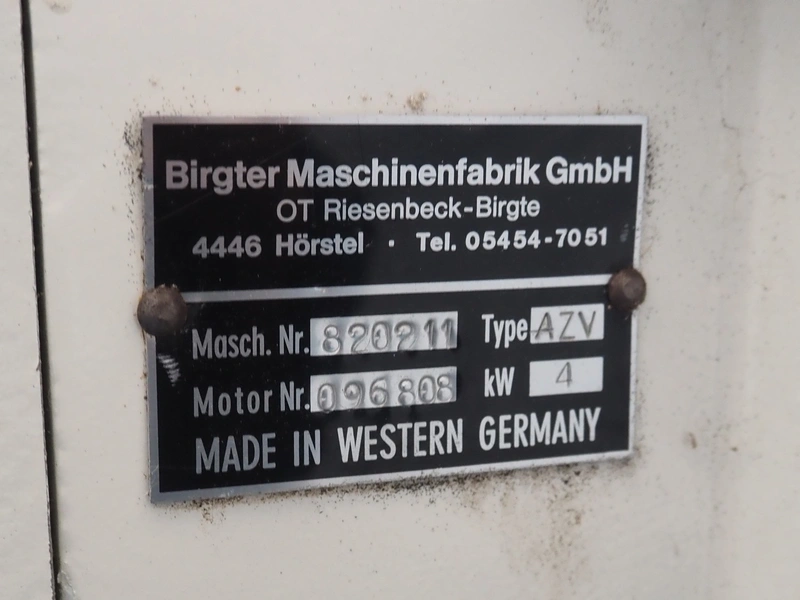 Birgter Maschinenfabrik GmbH
OT Riesenbeck-Birgte
4446 Hörstel · Tel. 05454-7051
Masch. Nr. 820211 Type AZV
Motor Nr. 096808 kW 4
MADE IN WESTERN GERMANY